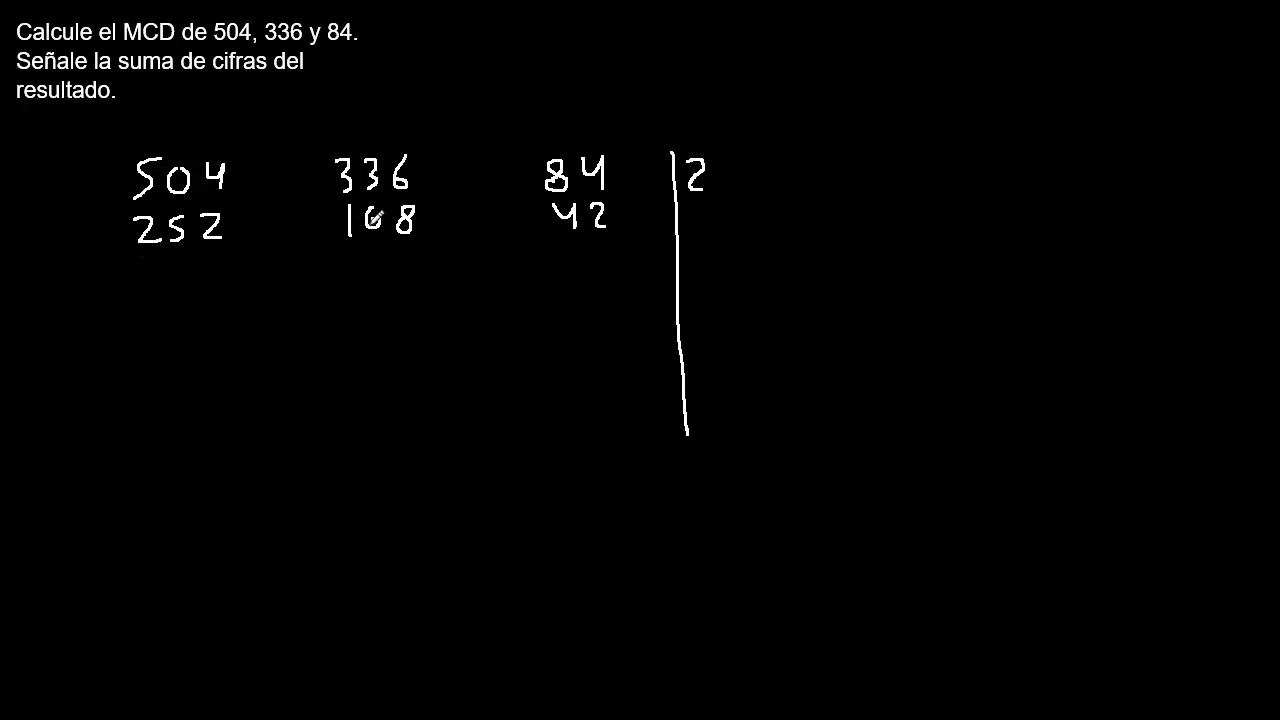 Calcule el MCD de 504, 336 y 84.
Señale la suma de cifras del
resultado.
504 336 84 | 2
252 168 42